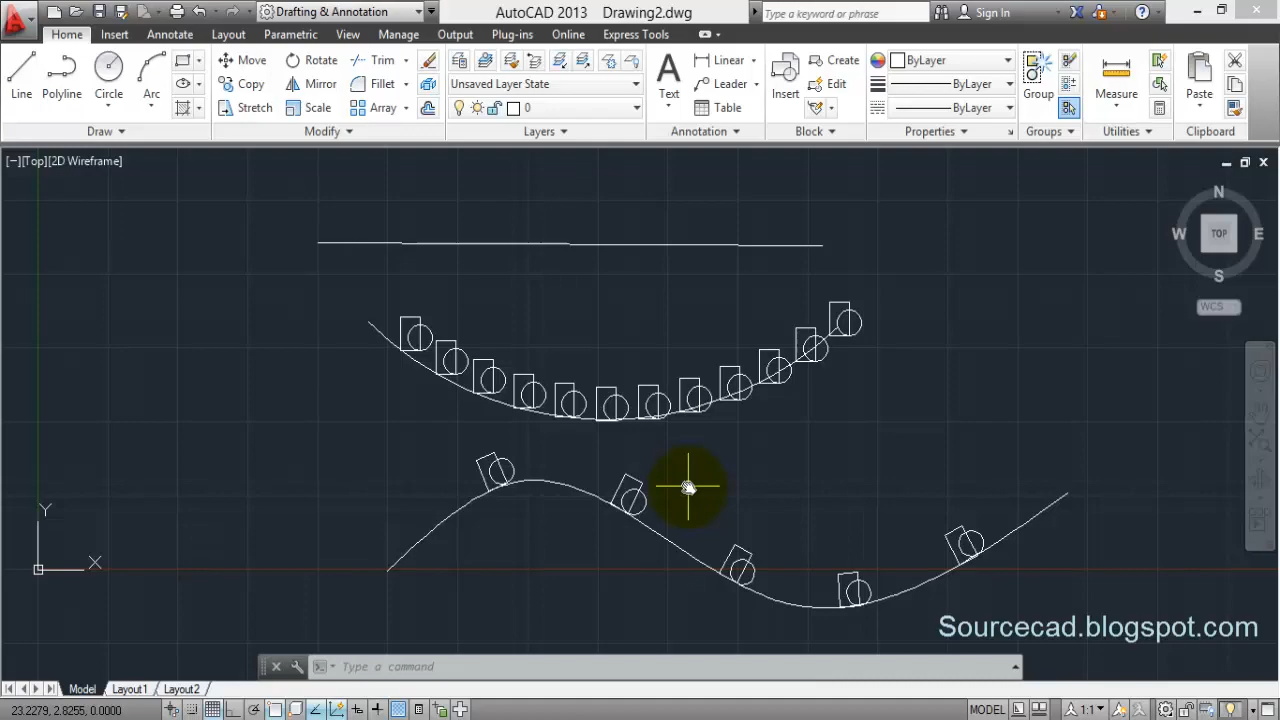 Drafting & Annotation
AutoCAD 2013 Drawing2.dwg
Type a keyword or phrase
Sign In
Home Insert Annotate Layout Parametric View Manage Output Plug-ins Online Express Tools
Line Polyline Circle Arc
Move Rotate Trim
Copy Mirror Fillet
Stretch Scale Array
Unsaved Layer State
0
Text
Linear
Leader
Table
Insert
Create
Edit
ByLayer
ByLayer
ByLayer
Group
Measure
Paste
Draw Modify Layers Annotation Block Properties Groups Utilities Clipboard
[−][Top][2D Wireframe]
N
W TOP E
S
WCS
Y
X
Sourcecad.blogspot.com
Type a command
Model Layout1 Layout2
23.2279, 2.8255, 0.0000
MODEL
1:1